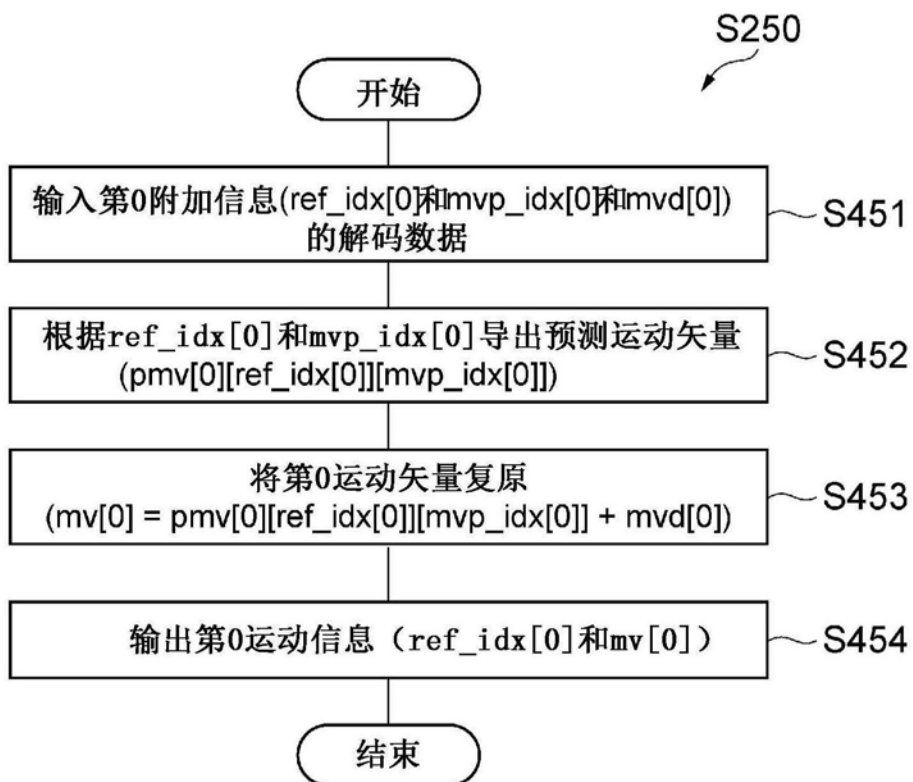 S250
开始
输入第0附加信息(ref_idx[0]和mvp_idx[0]和mvd[0])
的解码数据
S451
根据ref_idx[0]和mvp_idx[0]导出预测运动矢量
(pmv[0][ref_idx[0]][mvp_idx[0]])
S452
将第0运动矢量复原
(mv[0] = pmv[0][ref_idx[0]][mvp_idx[0]] + mvd[0])
S453
输出第0运动信息（ref_idx[0]和mv[0]）
S454
结束